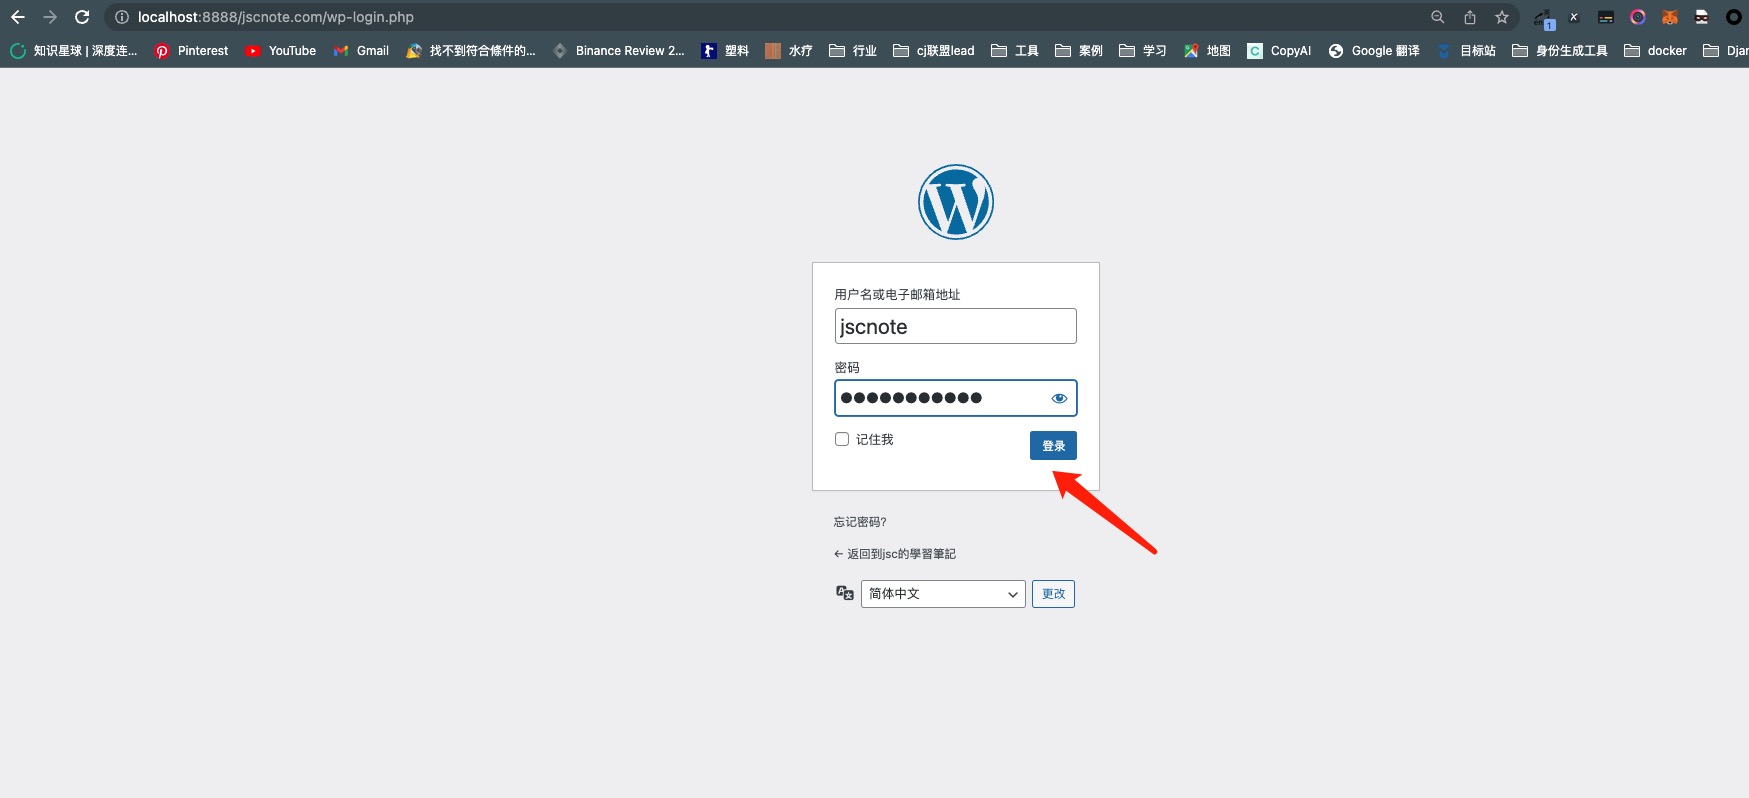 localhost:8888/jscnote.com/wp-login.php
知识星球 | 深度连... Pinterest YouTube Gmail 找不到符合條件的... Binance Review 2... 塑料 水疗 行业 cj联盟lead 工具 案例 学习 地图 CopyAI Google 翻译 目标站 身份生成工具 docker Djan
用户名或电子邮箱地址
jscnote
密码
记住我 登录
忘记密码?
← 返回到jsc的學習筆記
简体中文 更改